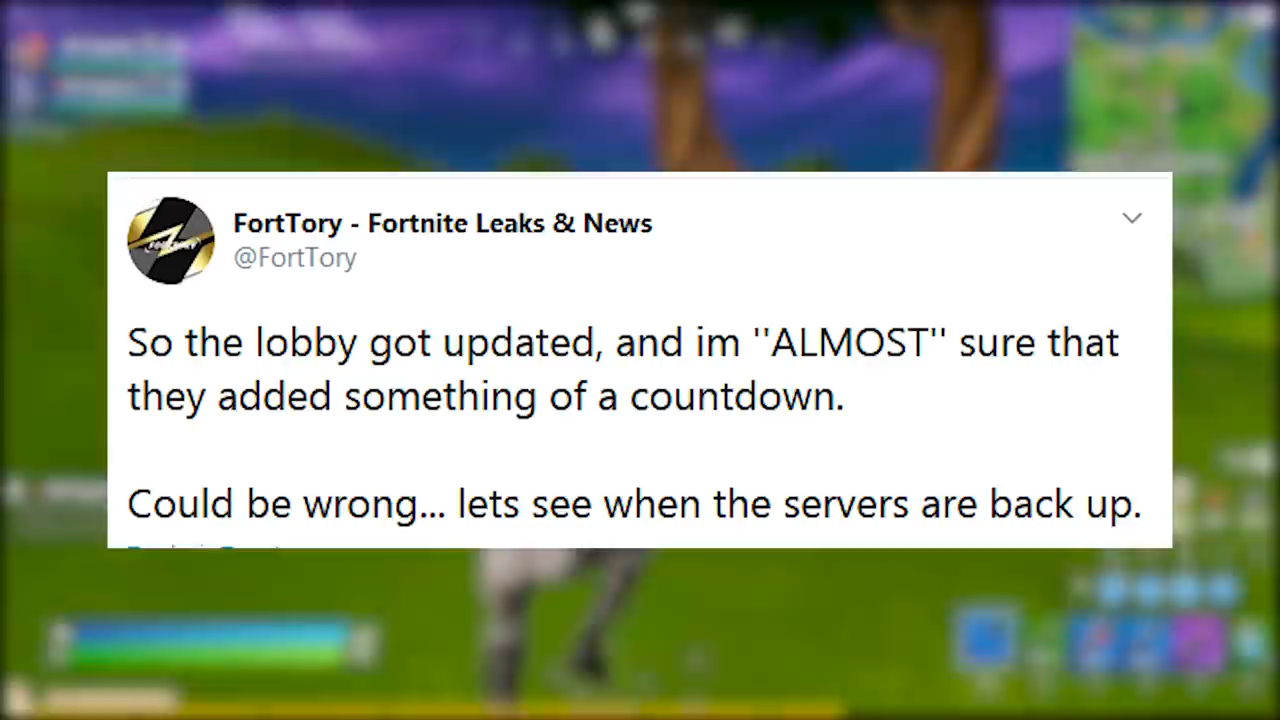 FortTory - Fortnite Leaks & News
@FortTory
So the lobby got updated, and im ''ALMOST'' sure that
they added something of a countdown.
Could be wrong... lets see when the servers are back up.